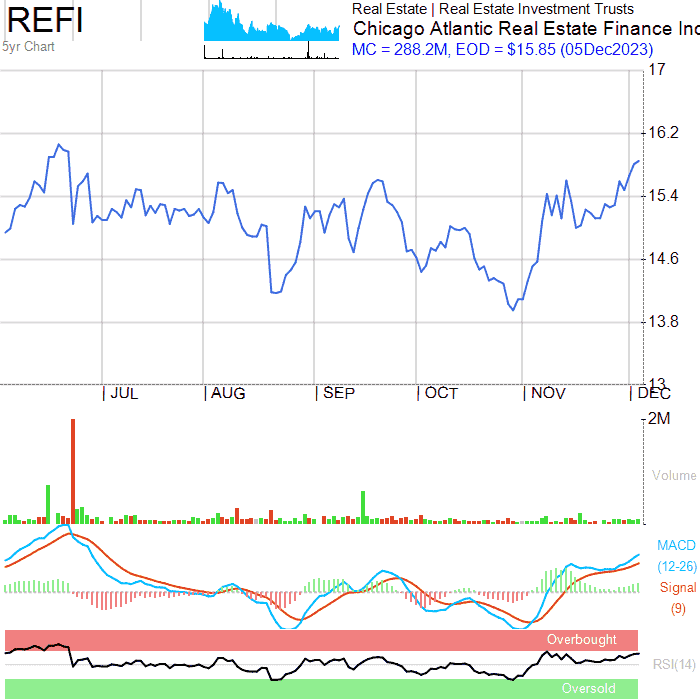 REFI
5yr Chart
Real Estate | Real Estate Investment Trusts
Chicago Atlantic Real Estate Finance Inc
MC = 288.2M, EOD = $15.85 (05Dec2023)
17
16.2
15.4
14.6
13.8
13
| JUL | AUG | SEP | OCT | NOV | DEC
2M
Volume
MACD
(12-26)
Signal
(9)
Overbought
RSI(14)
Oversold